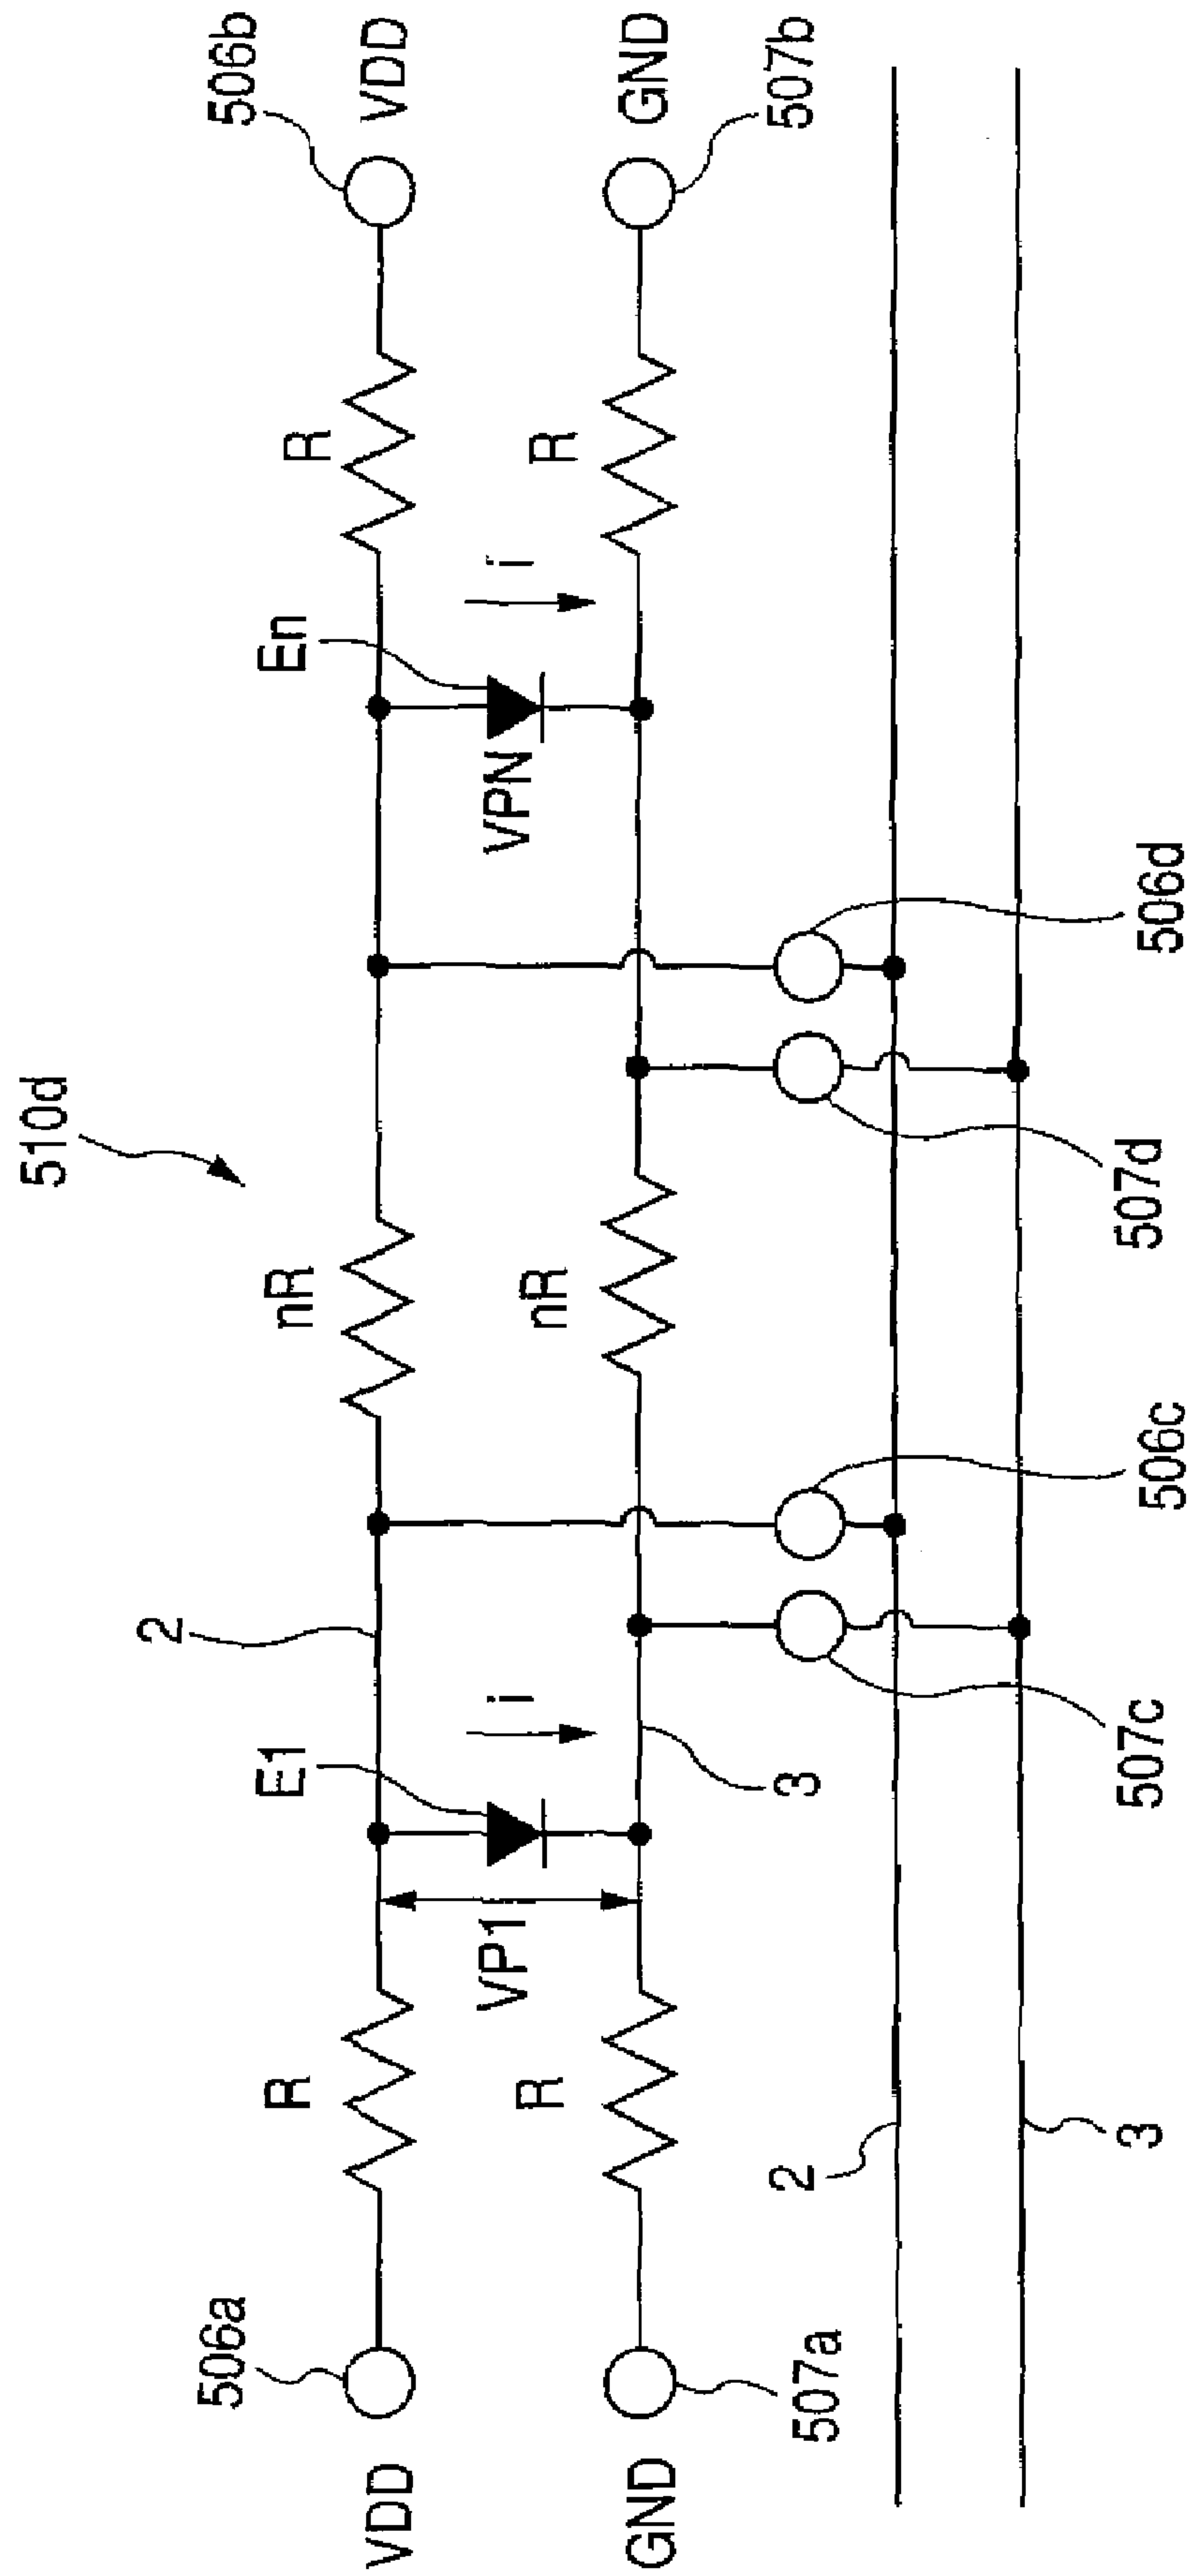 510d
506a
VDD
R
E1
2
nR
En
R
506b
VDD
VP1
i
VPN
i
507a
GND
R
3
nR
R
507b
GND
2
3
507c
506c
507d
506d